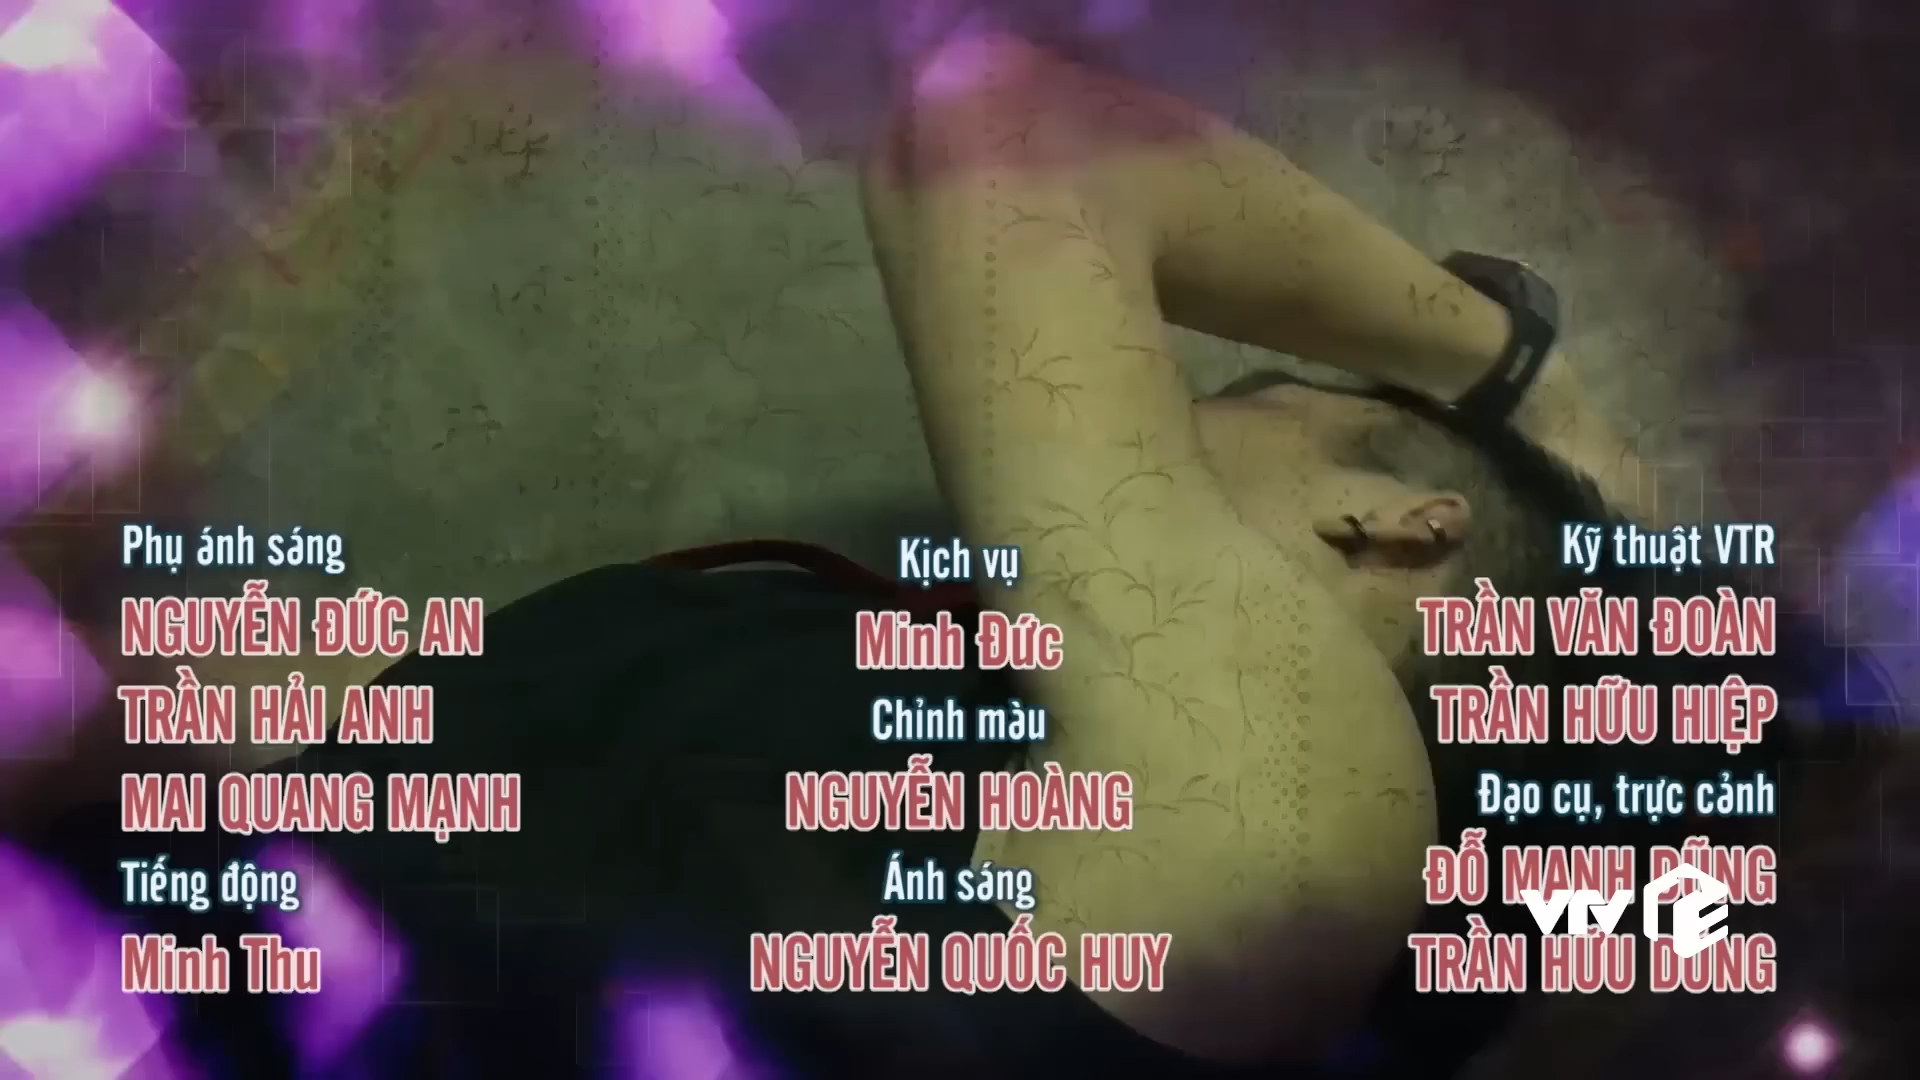 Phụ ánh sáng
NGUYỄN ĐỨC AN
TRẦN HẢI ANH
MAI QUANG MẠNH
Tiếng động
Minh Thu
Kịch vụ
Minh Đức
Chỉnh màu
NGUYỄN HOÀNG
Ánh sáng
NGUYỄN QUỐC HUY
Kỹ thuật VTR
TRẦN VĂN ĐOÀN
TRẦN HỮU HIỆP
Đạo cụ, trực cảnh
ĐỖ MẠNH DŨNG
TRẦN HỮU
VTV